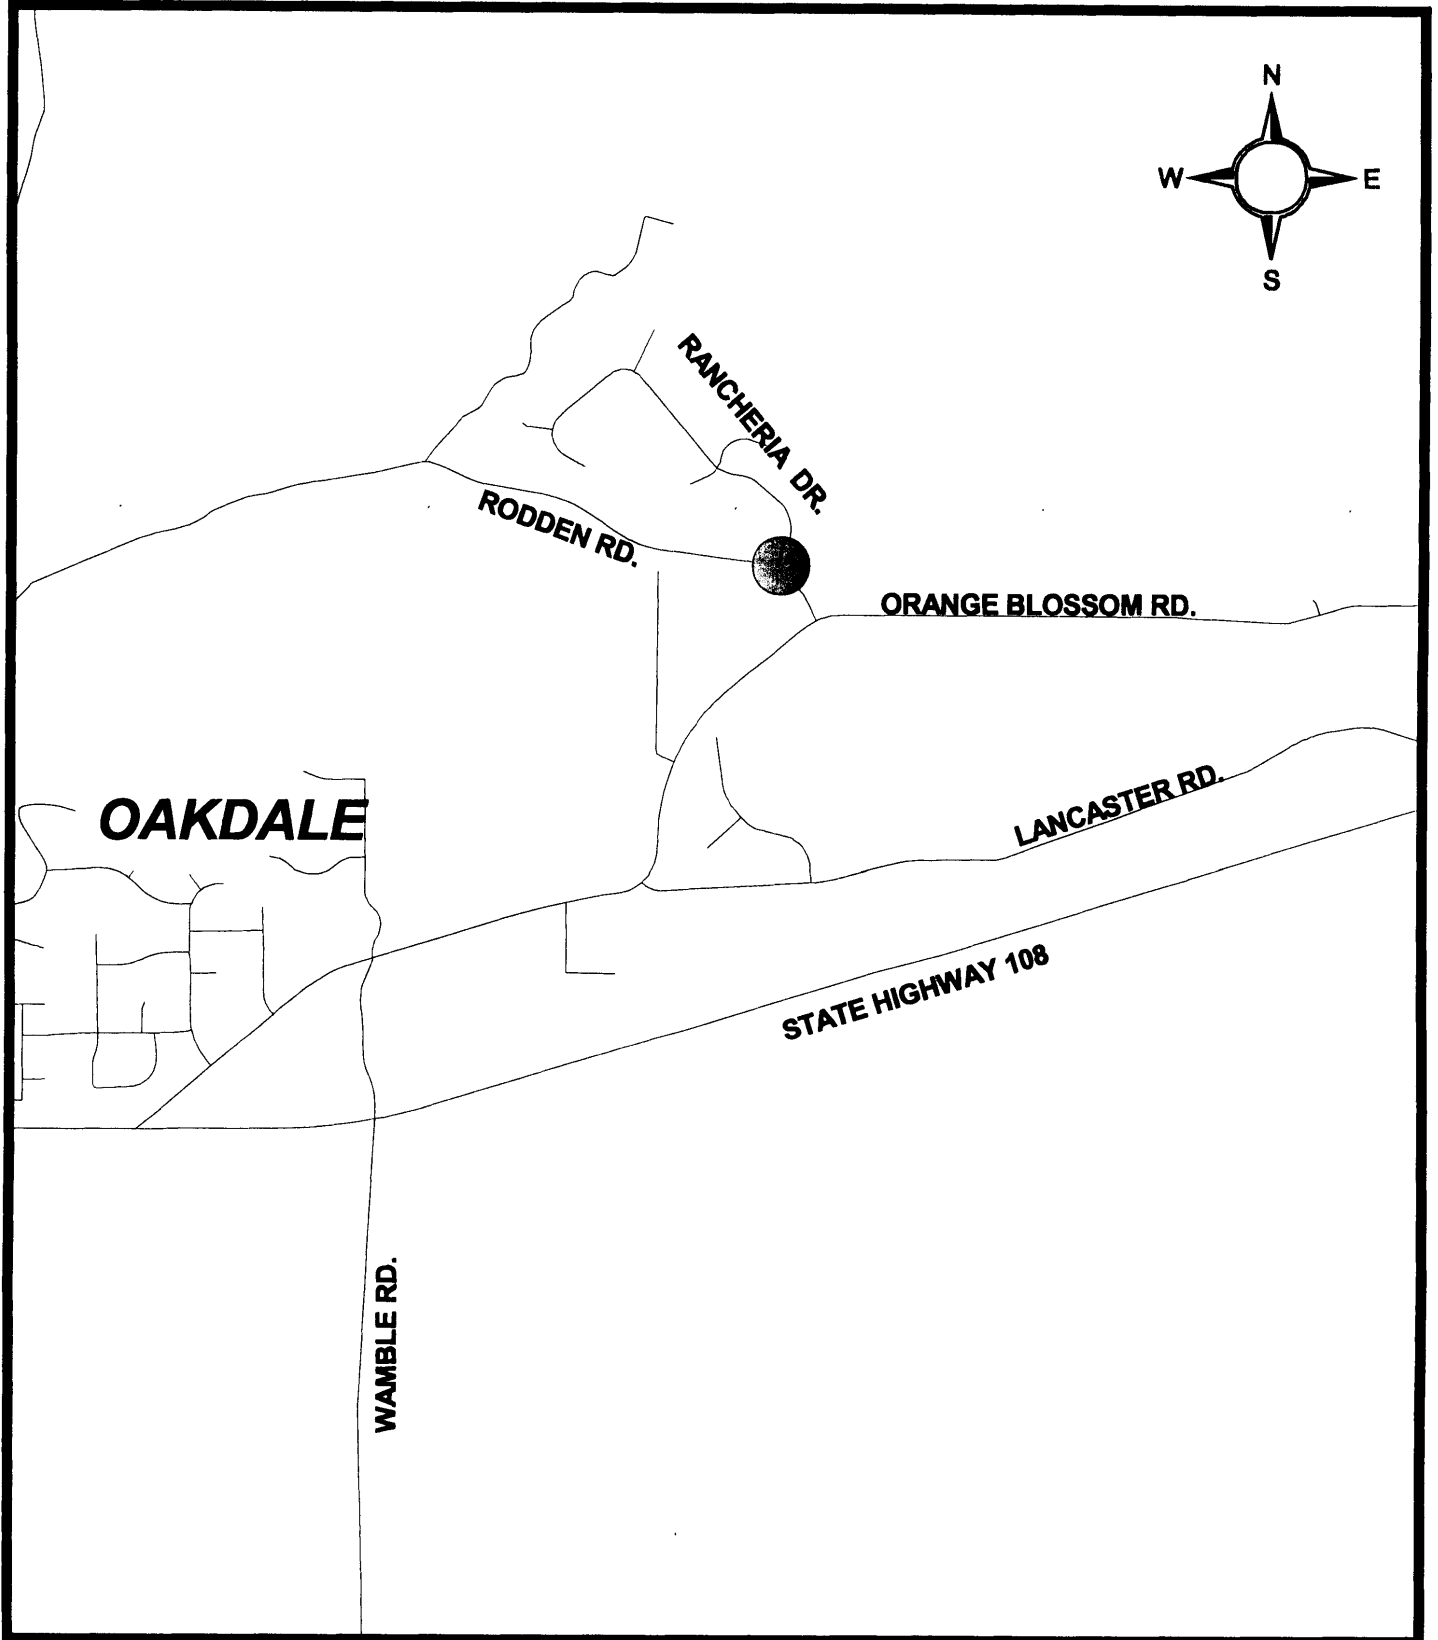 N
W
E
S
RANCHERIA DR.
RODDEN RD.
ORANGE BLOSSOM RD.
LANCASTER RD.
OAKDALE
STATE HIGHWAY 108
WAMBLE RD.